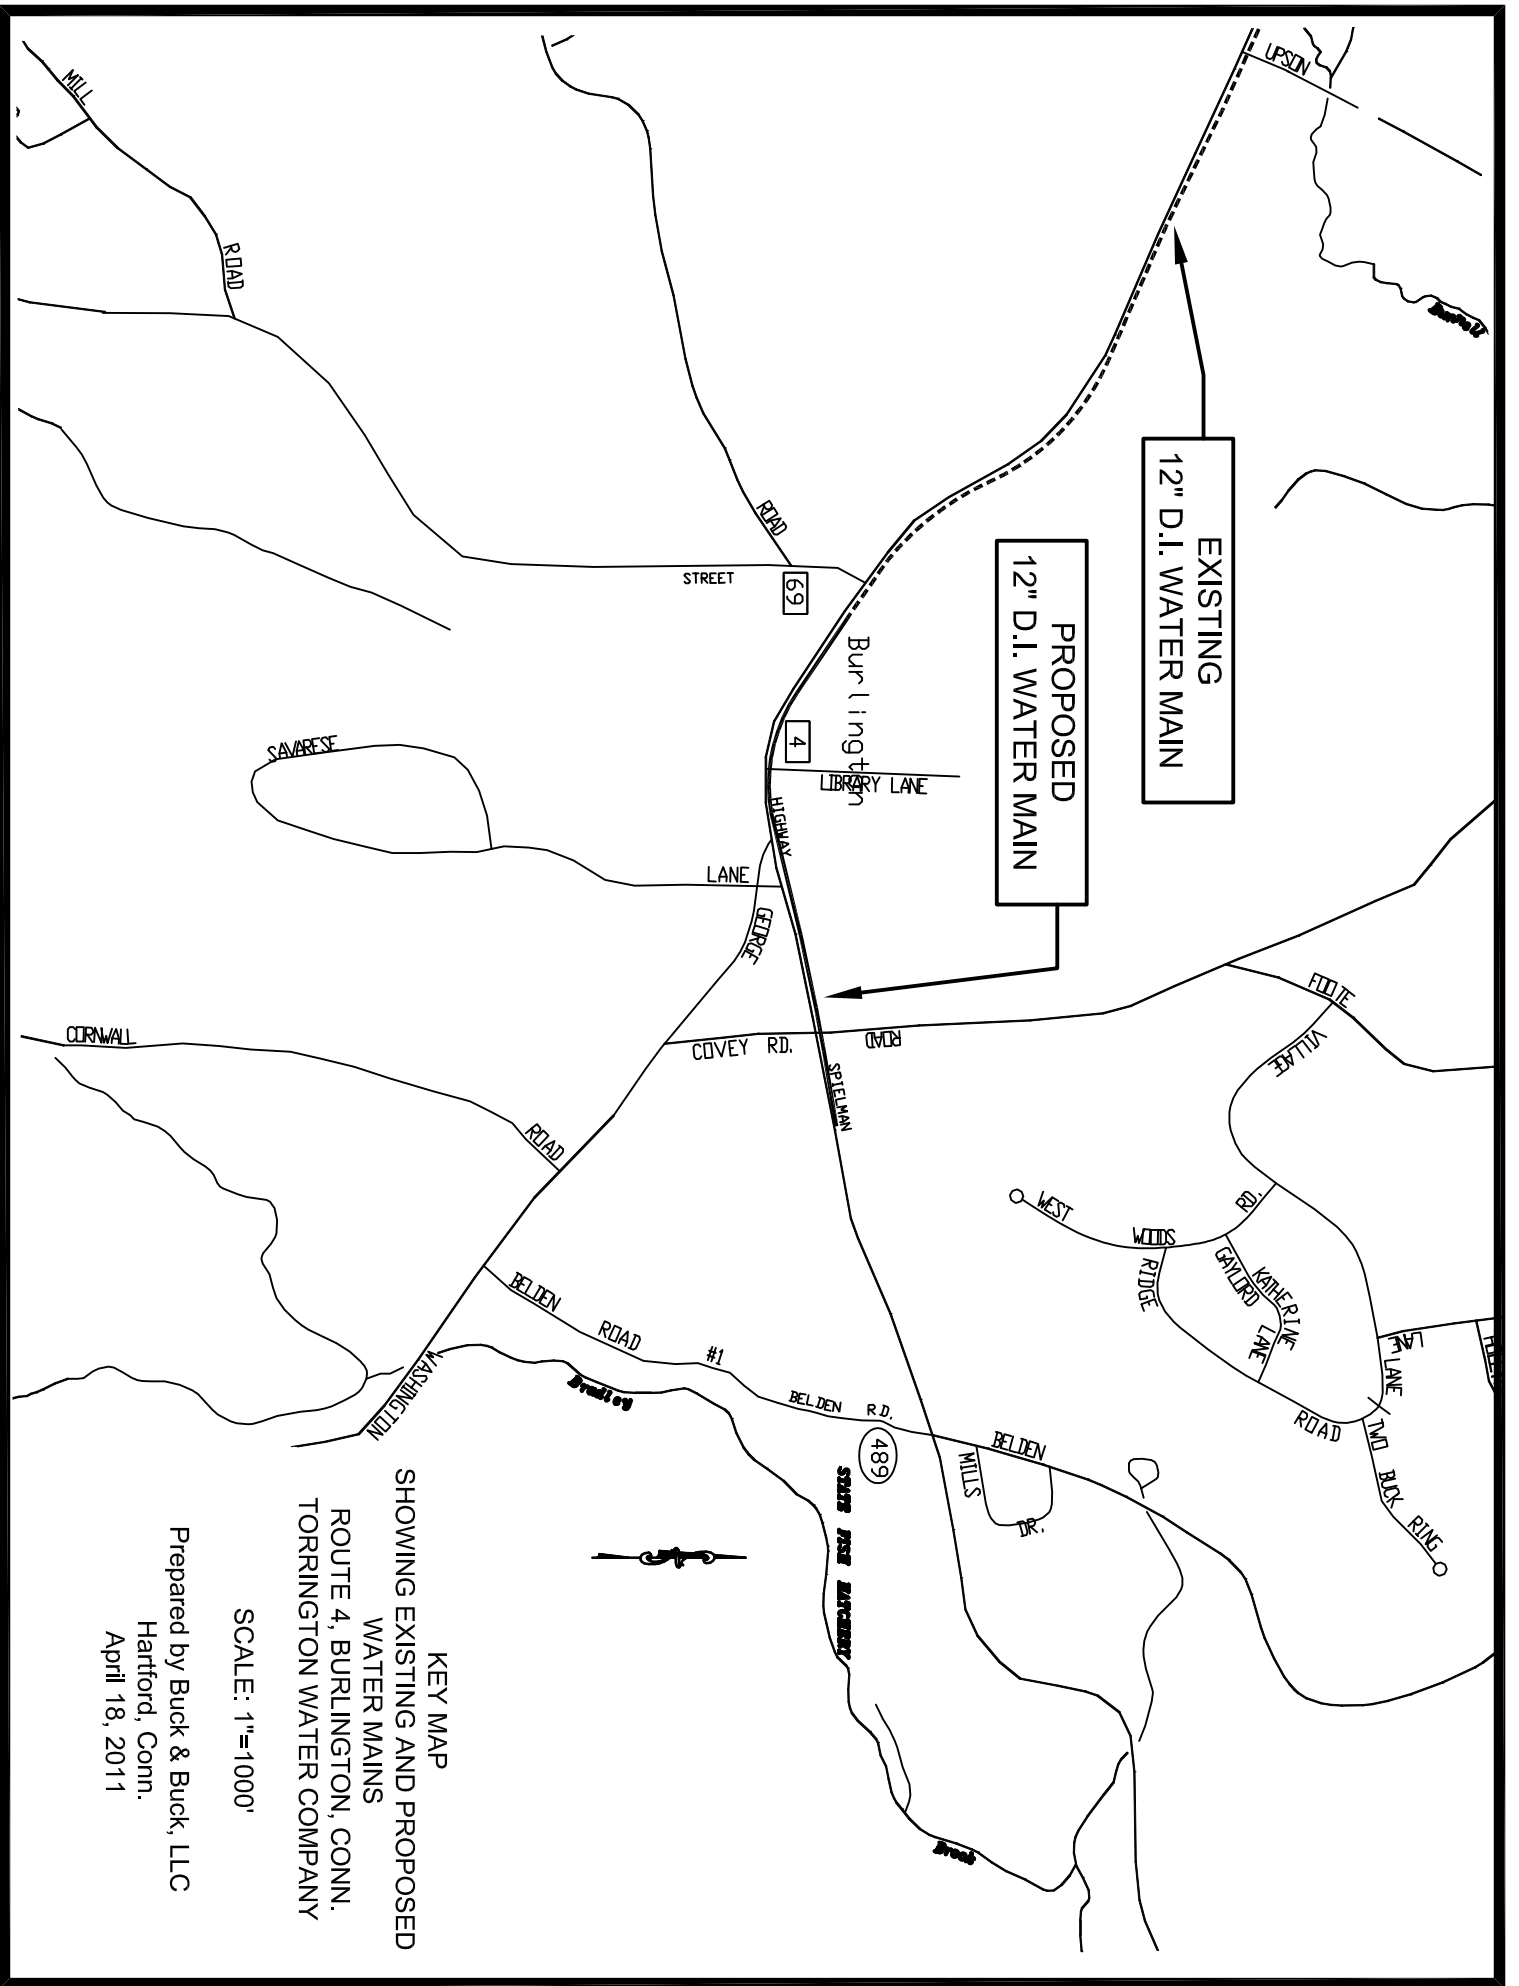 EXISTING
12" D.I. WATER MAIN
PROPOSED
12" D.I. WATER MAIN
UPSON
MILL
ROAD
ROAD
STREET
69
Burlington
4
LIBRARY LANE
HIGHWAY
SAVARESE
LANE
GEORGE
CORNWALL
ROAD
COVEY RD.
ROAD
SPIELMAN
FOOTE
VILLAGE
LANE
WEST
WOODS
RD.
RIDGE
GAYLORD
KATHERINE
LANE
LANE
ROAD
TWO BUCK RING
BELDEN
ROAD
#1
BELDEN RD.
489
BELDEN
MILLS
DR.
WASHINGTON
Bradley
STATE FISH HATCHERY
Brook
KEY MAP
SHOWING EXISTING AND PROPOSED
WATER MAINS
ROUTE 4, BURLINGTON, CONN.
TORRINGTON WATER COMPANY
SCALE: 1"=1000'
Prepared by Buck & Buck, LLC
Hartford, Conn.
April 18, 2011